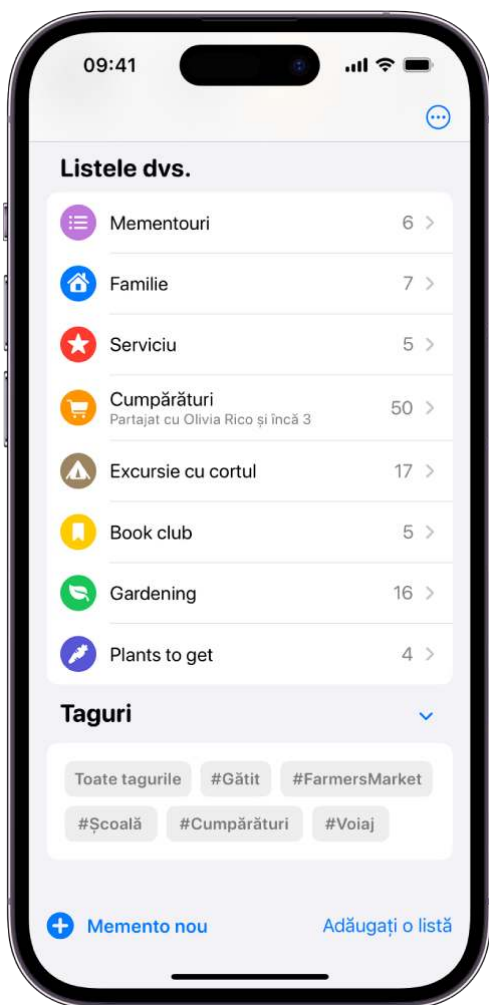 09:41
Listele dvs.
Mementouri 6
Familie 7
Serviciu 5
Cumpărături 50
Partajat cu Olivia Rico și încă 3
Excursie cu cortul 17
Book club 5
Gardening 16
Plants to get 4
Taguri
Toate tagurile #Gătit #FarmersMarket
#Școală #Cumpărături #Voiaj
Memento nou Adăugați o listă